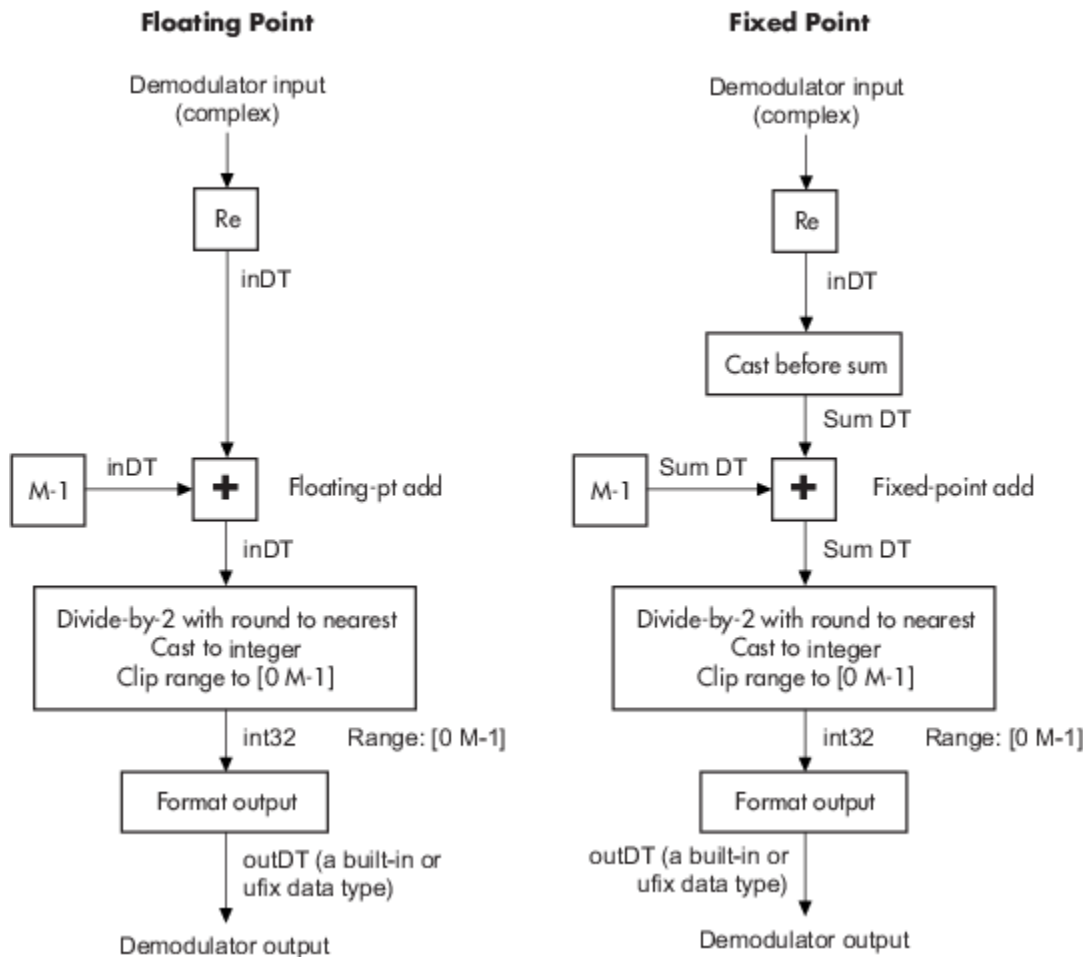 Floating Point
Demodulator input
(complex)
Re
inDT
M-1
inDT
+
Floating-pt add
inDT
Divide-by-2 with round to nearest
Cast to integer
Clip range to [0 M-1]
int32
Range: [0 M-1]
Format output
outDT (a built-in or
ufix data type)
Demodulator output
Fixed Point
Demodulator input
(complex)
Re
inDT
Cast before sum
Sum DT
M-1
Sum DT
+
Fixed-point add
Sum DT
Divide-by-2 with round to nearest
Cast to integer
Clip range to [0 M-1]
int32
Range: [0 M-1]
Format output
outDT (a built-in or
ufix data type)
Demodulator output